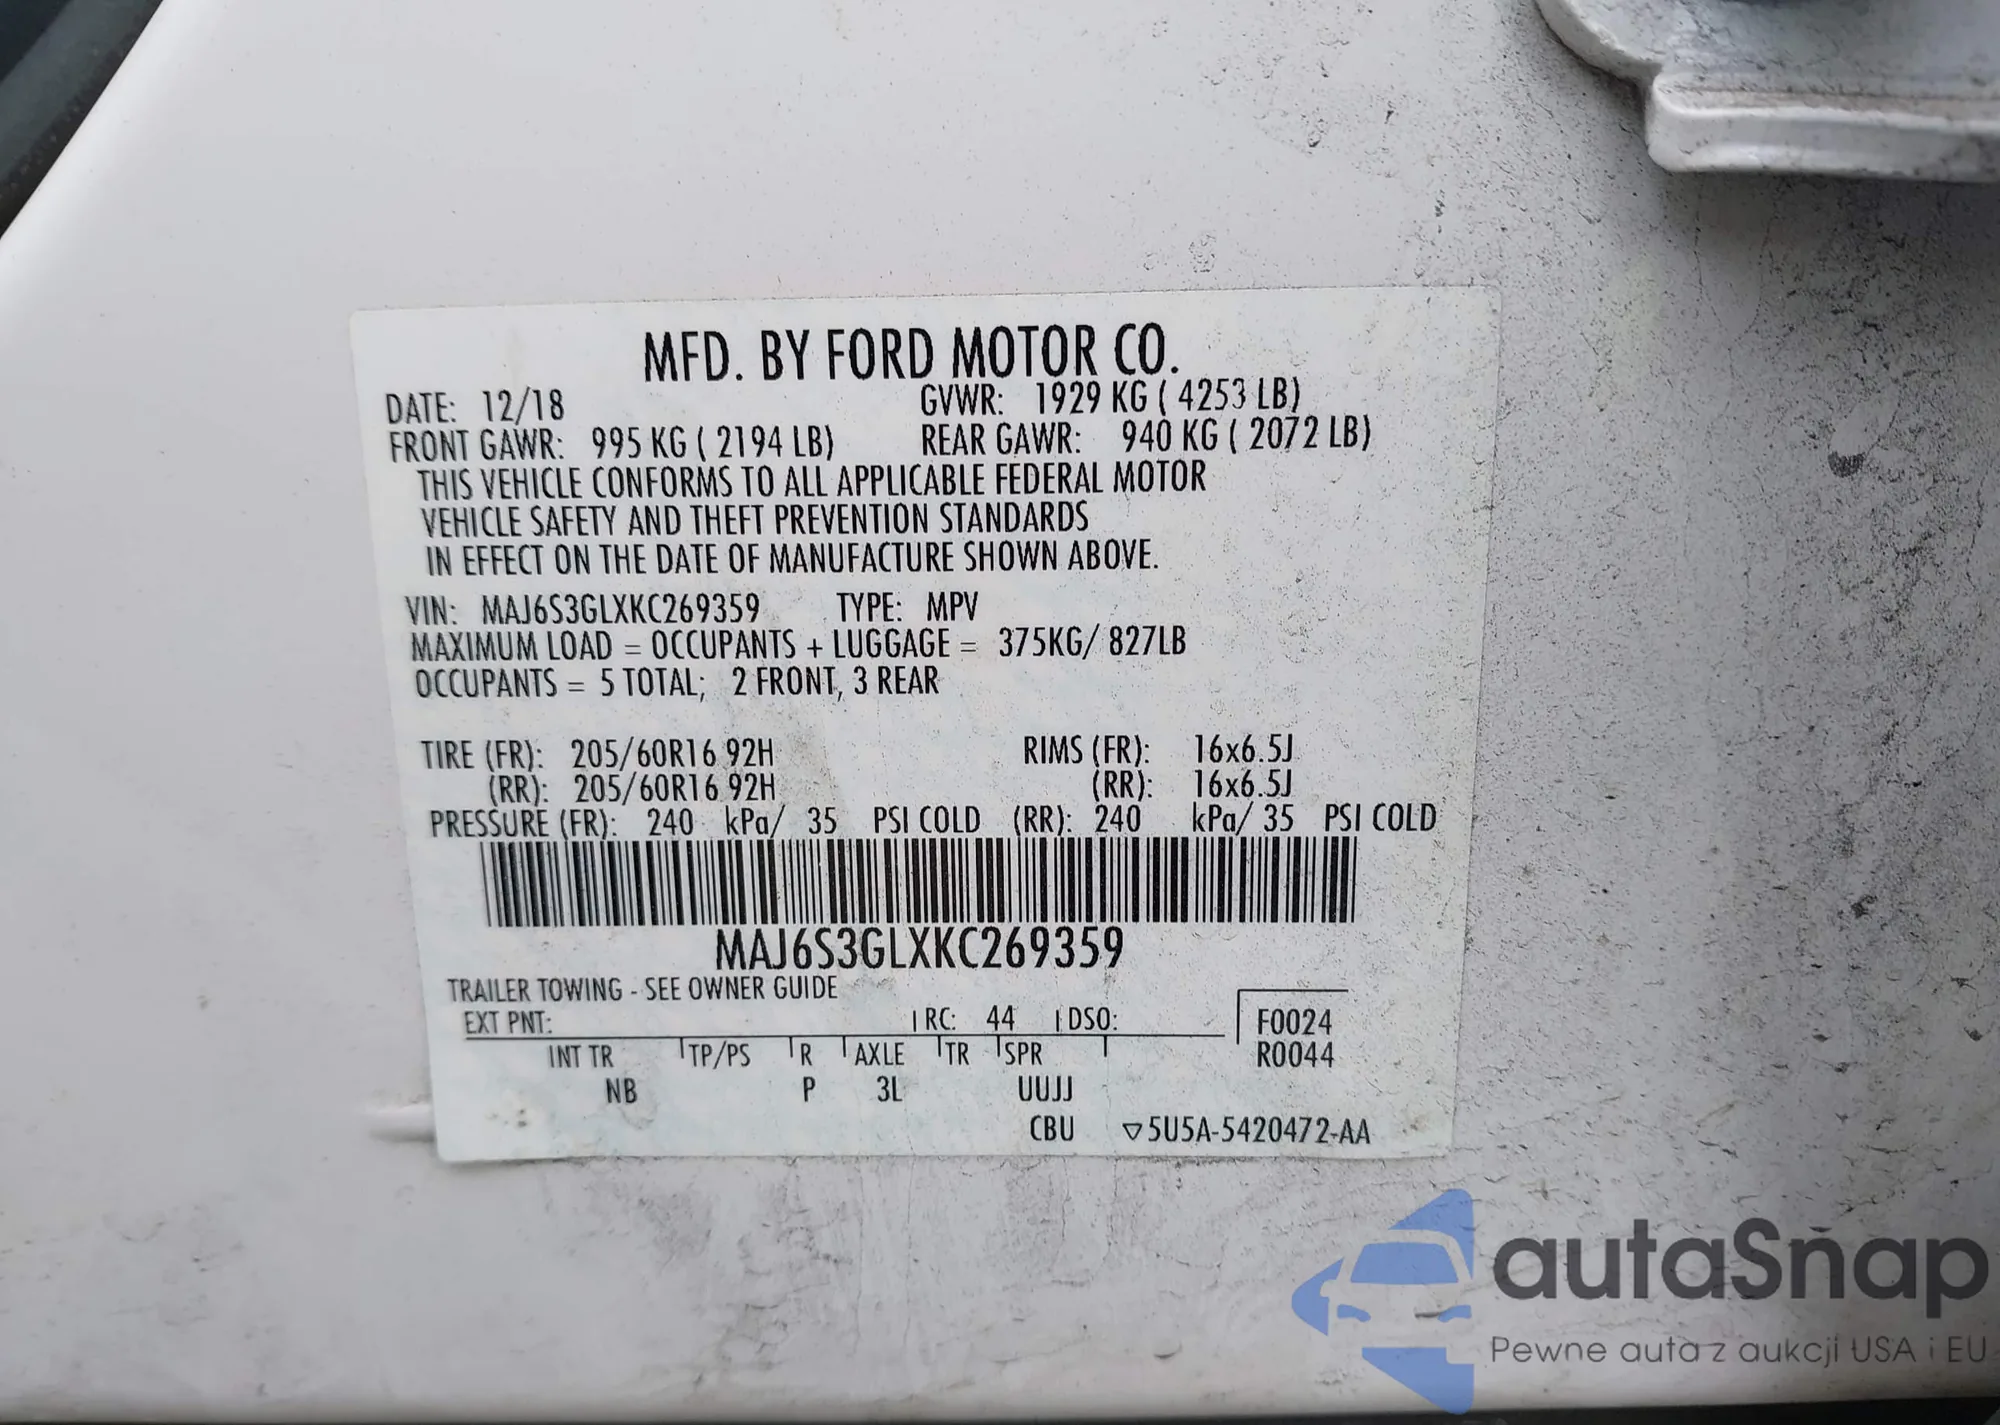 MFD. BY FORD MOTOR CO.
DATE: 12/18 GVWR: 1929 KG ( 4253 LB)
FRONT GAWR: 995 KG ( 2194 LB) REAR GAWR: 940 KG ( 2072 LB)
THIS VEHICLE CONFORMS TO ALL APPLICABLE FEDERAL MOTOR
VEHICLE SAFETY AND THEFT PREVENTION STANDARDS
IN EFFECT ON THE DATE OF MANUFACTURE SHOWN ABOVE.
VIN: MAJ6S3GLXKC269359 TYPE: MPV
MAXIMUM LOAD = OCCUPANTS + LUGGAGE = 375KG/ 827LB
OCCUPANTS = 5 TOTAL; 2 FRONT, 3 REAR
TIRE (FR): 205/60R16 92H RIMS (FR): 16x6.5J
(RR): 205/60R16 92H (RR): 16x6.5J
PRESSURE (FR): 240 kPa/ 35 PSI COLD (RR): 240 kPa/ 35 PSI COLD
MAJ6S3GLXKC269359
TRAILER TOWING - SEE OWNER GUIDE
EXT PNT: RC: 44 DSO: F0024
INT TR TP/PS R AXLE TR SPR R0044
NB P 3L UUJJ
CBU ▽5U5A-5420472-AA
autaSnap
Pewne auta z aukcji USA i EU